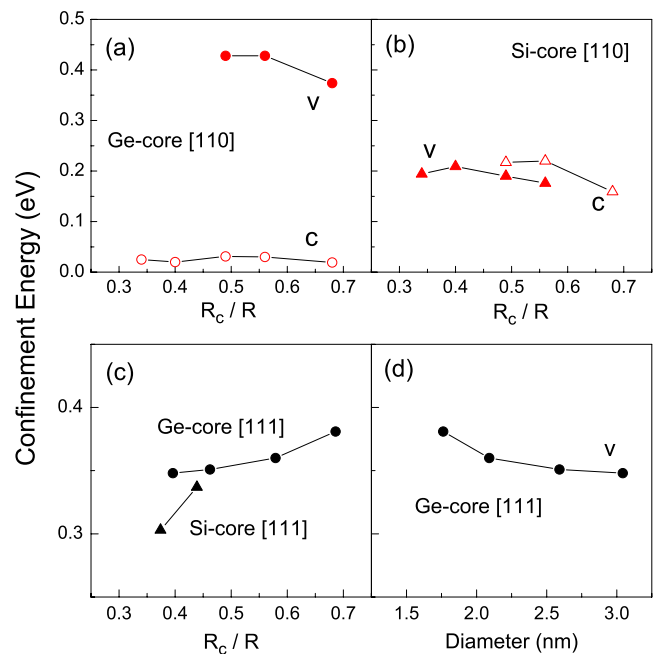 Confinement Energy (eV)
(a)
Ge-core [110]
v
c
0.5
0.4
0.3
0.2
0.1
0.0
0.3 0.4 0.5 0.6 0.7
R_c / R
(b)
Si-core [110]
v
c
0.3 0.4 0.5 0.6 0.7
R_c / R
(c)
Ge-core [111]
Si-core [111]
0.4
0.3
0.3 0.4 0.5 0.6 0.7
R_c / R
(d)
v
Ge-core [111]
1.5 2.0 2.5 3.0
Diameter (nm)